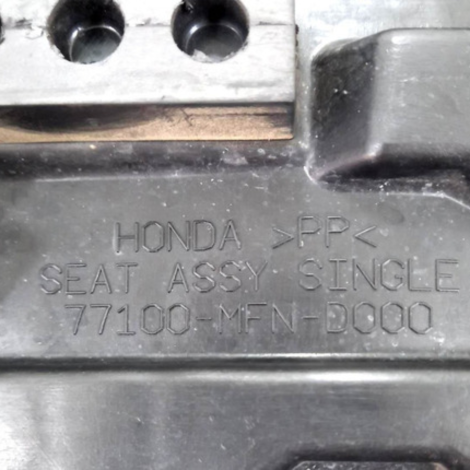 HONDA >PP<
SEAT ASSY SINGLE
77100-MFN-D000